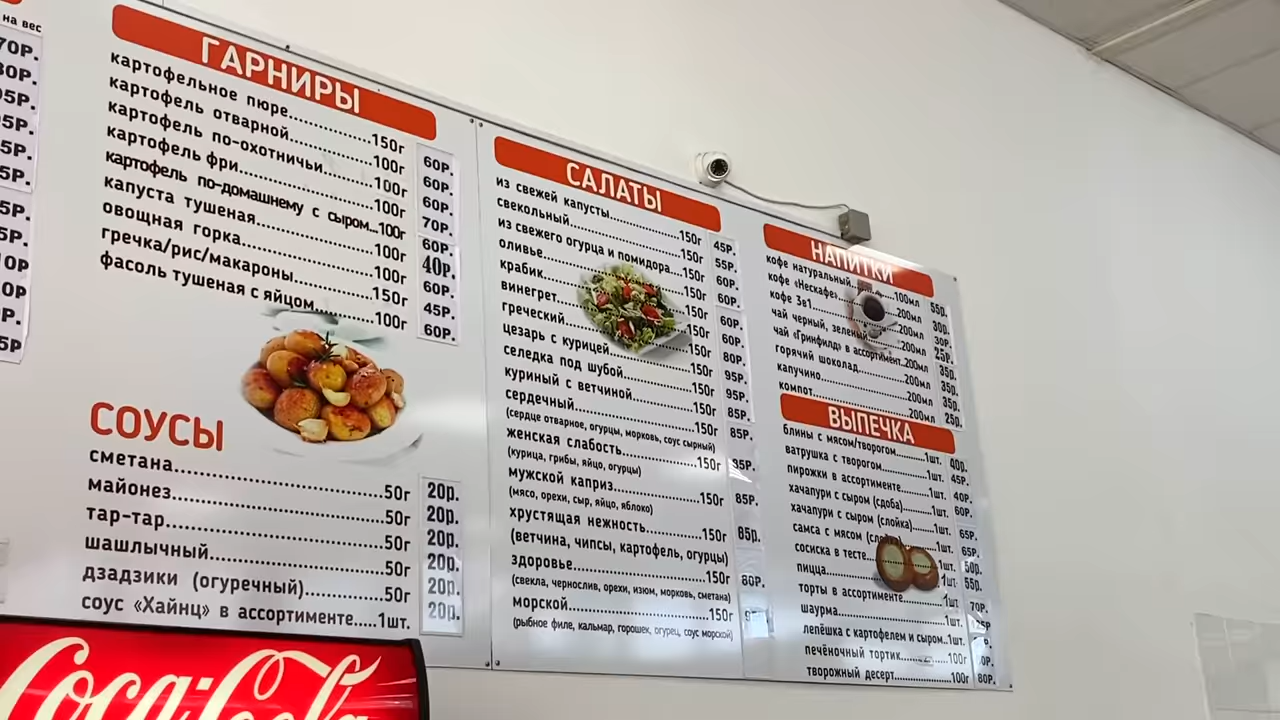 на вес
70Р.
ГАРНИРЫ
картофельное пюре..............150г 60Р.
картофель отварной..............100г 60Р.
картофель по-охотничьи........100г 60Р.
картофель фри......................100г 70Р.
картофель по-домашнему с сыром...100г 60Р.
капуста тушеная...................100г 40Р.
овощная горка......................100г 60Р.
гречка/рис/макароны.............150г 45Р.
фасоль тушеная с яйцом..........100г 60Р.
СОУСЫ
сметана..............................50г 20р.
майонез..............................50г 20р.
тар-тар...............................50г 20р.
шашлычный........................50г 20р.
дзадзики (огуречный)............50г 20р.
соус «Хайнц» в ассортименте.....1шт. 20р.
САЛАТЫ
из свежей капусты................150г 45Р.
свекольный.........................150г 55Р.
из свежего огурца и помидора...150г 60Р.
оливье................150г 60Р.
крабик................150г 60Р.
винегрет..............150г 60Р.
греческий............150г 80Р.
цезарь с курицей..................150г 95Р.
селедка под шубой................150г 95Р.
куриный с ветчиной..............150г 85Р.
сердечный..........................150г 85Р.
(сердце отварное, огурцы, морковь, соус сырный)
женская слабость.................150г
(курица, грибы, яйцо, огурцы)
мужской каприз...................150г 85Р.
(мясо, орехи, сыр, яйцо, яблоко)
хрустящая нежность.............150г 85р.
(ветчина, чипсы, картофель, огурцы)
здоровье............................150г 80Р.
(свекла, чернослив, орехи, изюм, морковь, сметана)
морской.............................150г
(рыбное филе, кальмар, горошек, огурец, соус морской)
НАПИТКИ
кофе натуральный............100мл 55р.
кофе «Нескафе»...............200мл 30р.
кофе 3в1.........................200мл 30Р.
чай черный, зеленый.........200мл 25Р.
чай «Гринфилд» в ассортимент..200мл 35р.
горячий шоколад..............200мл 35р.
капучино........................200мл 35р.
компот...........................200мл 25р.
ВЫПЕЧКА
блины с мясом/творогом.......1шт. 40р.
ватрушка с творогом...........1шт. 45Р.
пирожки в ассортименте.......1шт. 40Р.
хачапури с сыром (сдоба)......1шт. 60Р.
хачапури с сыром (слойка).....1шт. 65Р.
самса с мясом (слойка)........1шт. 65Р.
сосиска в тесте................1шт. 50р.
пицца...........................1шт. 55р.
торты в ассортименте..........1шт. 70Р.
шаурма.........................1шт.
лепёшка с картофелем и сыром..1шт.
печёночный тортик.............100г
творожный десерт..............100г 80Р.
Coca-Cola